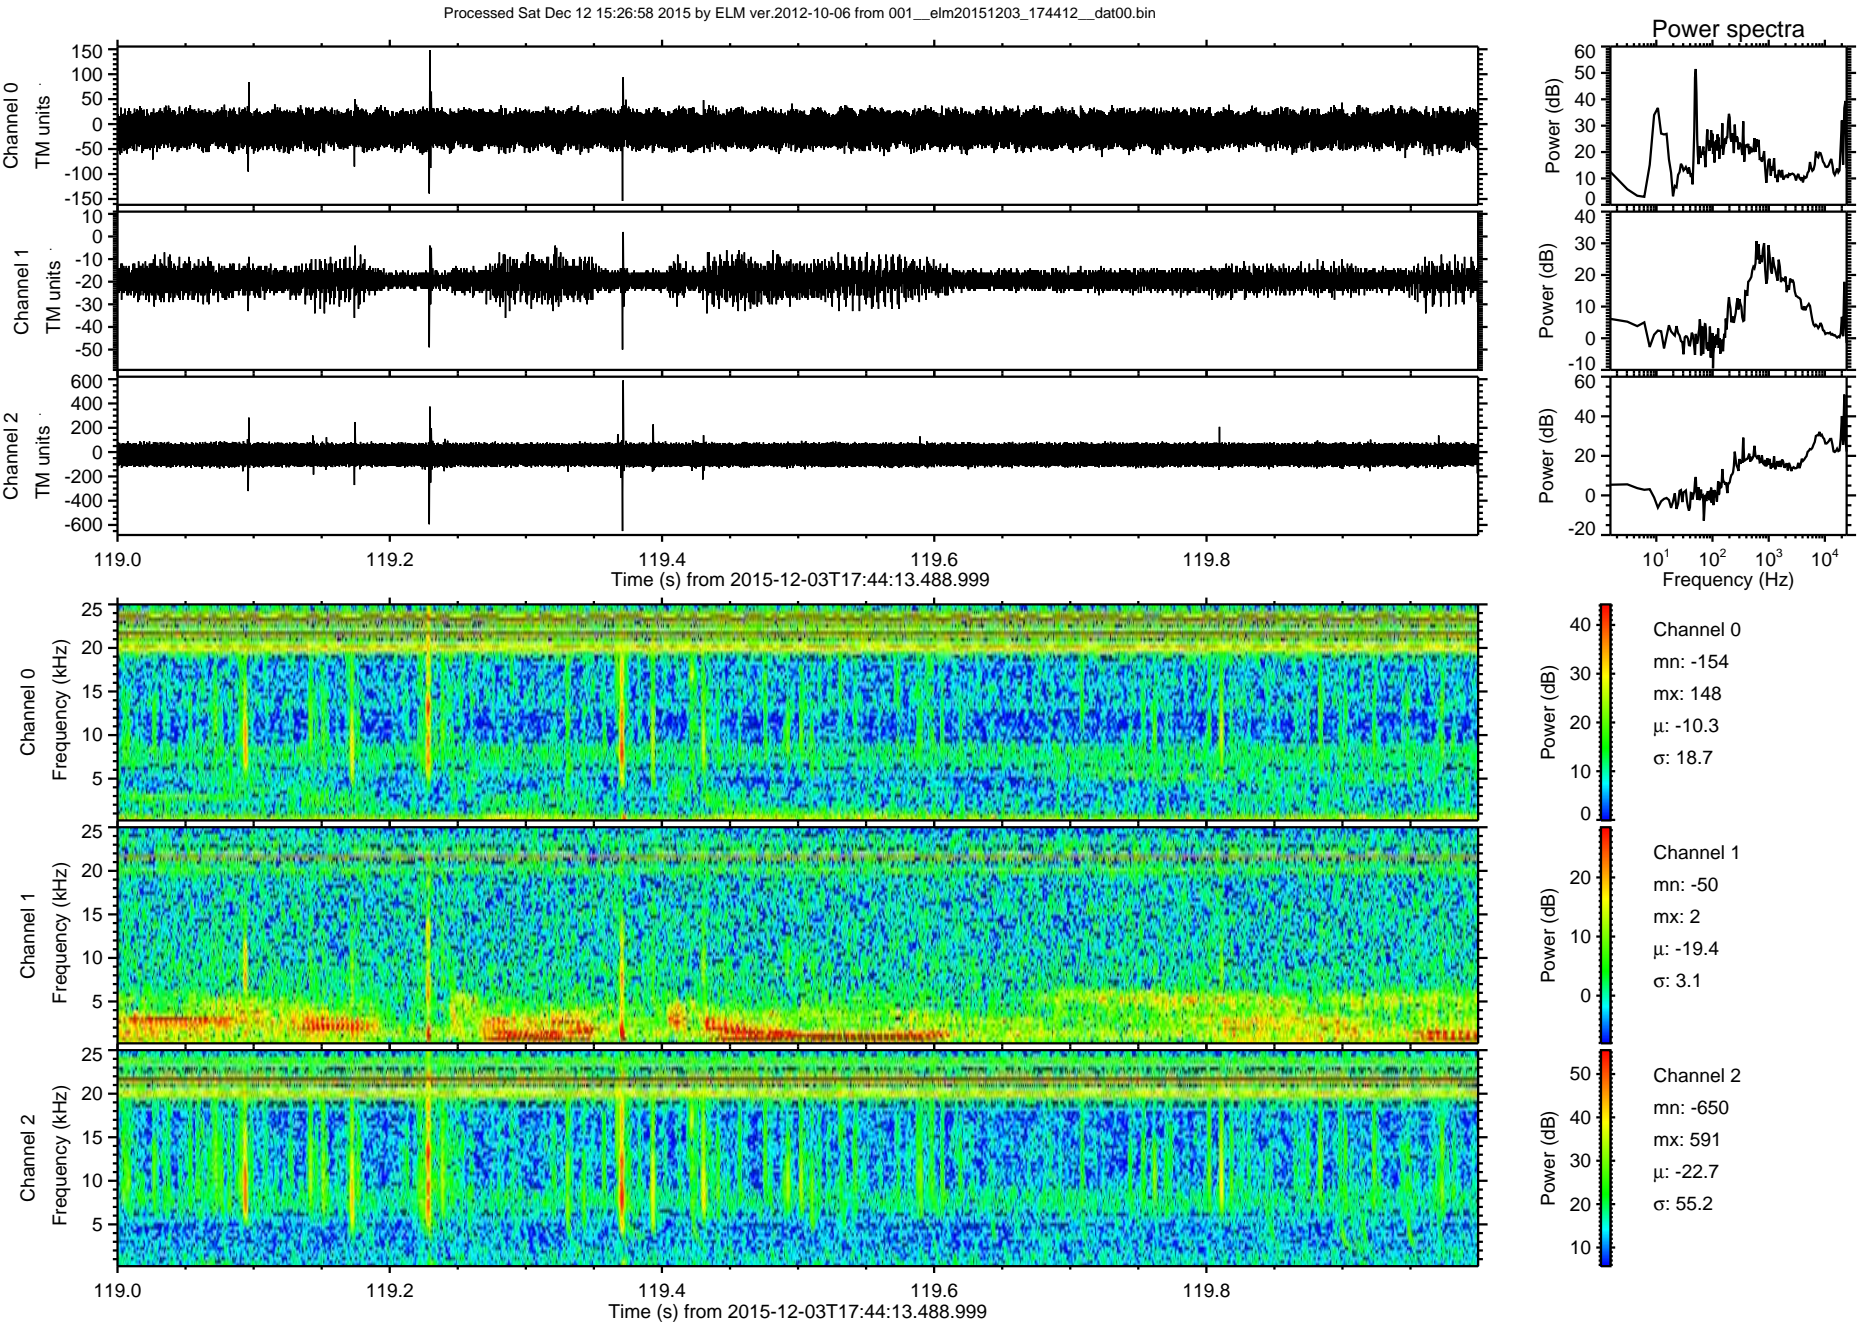 Processed Sat Dec 12 15:26:58 2015 by ELM ver.2012-10-06 from 001__elm20151203_174412__dat00.bin
Power spectra
Channel 0
TM units
150
100
50
0
-50
-100
-150
Power (dB)
60
50
40
30
20
10
0
Channel 1
TM units
10
0
-10
-20
-30
-40
-50
Power (dB)
40
30
20
10
0
-10
Channel 2
TM units
600
400
200
0
-200
-400
-600
Power (dB)
60
40
20
0
-20
119.0 119.2 119.4 119.6 119.8
Time (s) from 2015-12-03T17:44:13.488.999
10¹ 10² 10³ 10⁴
Frequency (Hz)
Channel 0
Frequency (kHz)
25
20
15
10
5
Power (dB)
40
30
20
10
0
Channel 0
mn: -154
mx: 148
µ: -10.3
σ: 18.7
Channel 1
Frequency (kHz)
25
20
15
10
5
Power (dB)
20
10
0
Channel 1
mn: -50
mx: 2
µ: -19.4
σ: 3.1
Channel 2
Frequency (kHz)
25
20
15
10
5
Power (dB)
50
40
30
20
10
Channel 2
mn: -650
mx: 591
µ: -22.7
σ: 55.2
119.0 119.2 119.4 119.6 119.8
Time (s) from 2015-12-03T17:44:13.488.999